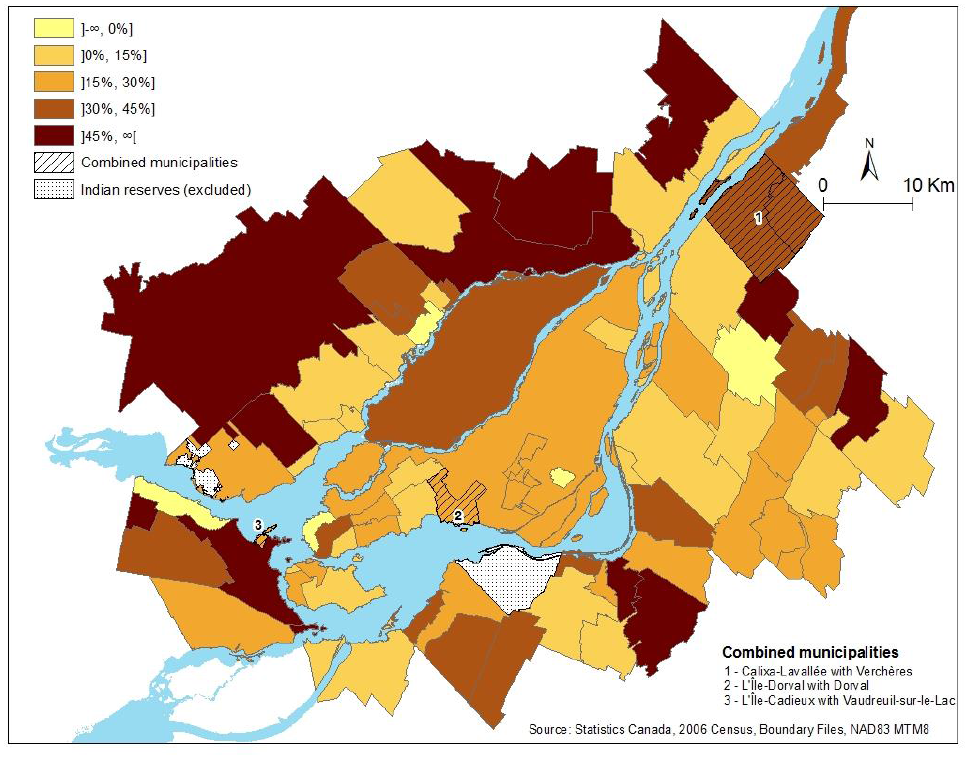 ]-∞, 0%]
]0%, 15%]
]15%, 30%]
]30%, 45%]
]45%, ∞[
Combined municipalities
Indian reserves (excluded)
N
0 10 Km
1
2
3
Combined municipalities
1 - Calixa-Lavallée with Verchères
2 - L'Île-Dorval with Dorval
3 - L'Île-Cadieux with Vaudreuil-sur-le-Lac
Source: Statistics Canada, 2006 Census, Boundary Files, NAD83 MTM8